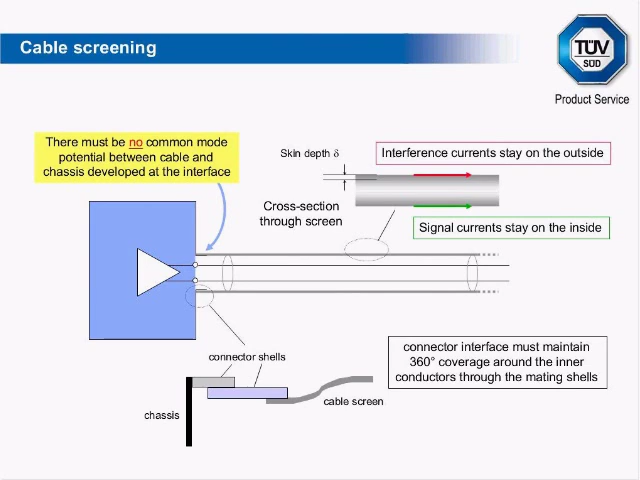 Cable screening
TÜV
SÜD
Product Service
There must be no common mode
potential between cable and
chassis developed at the interface
Skin depth δ
Interference currents stay on the outside
Cross-section
through screen
Signal currents stay on the inside
connector shells
connector interface must maintain
360° coverage around the inner
conductors through the mating shells
cable screen
chassis